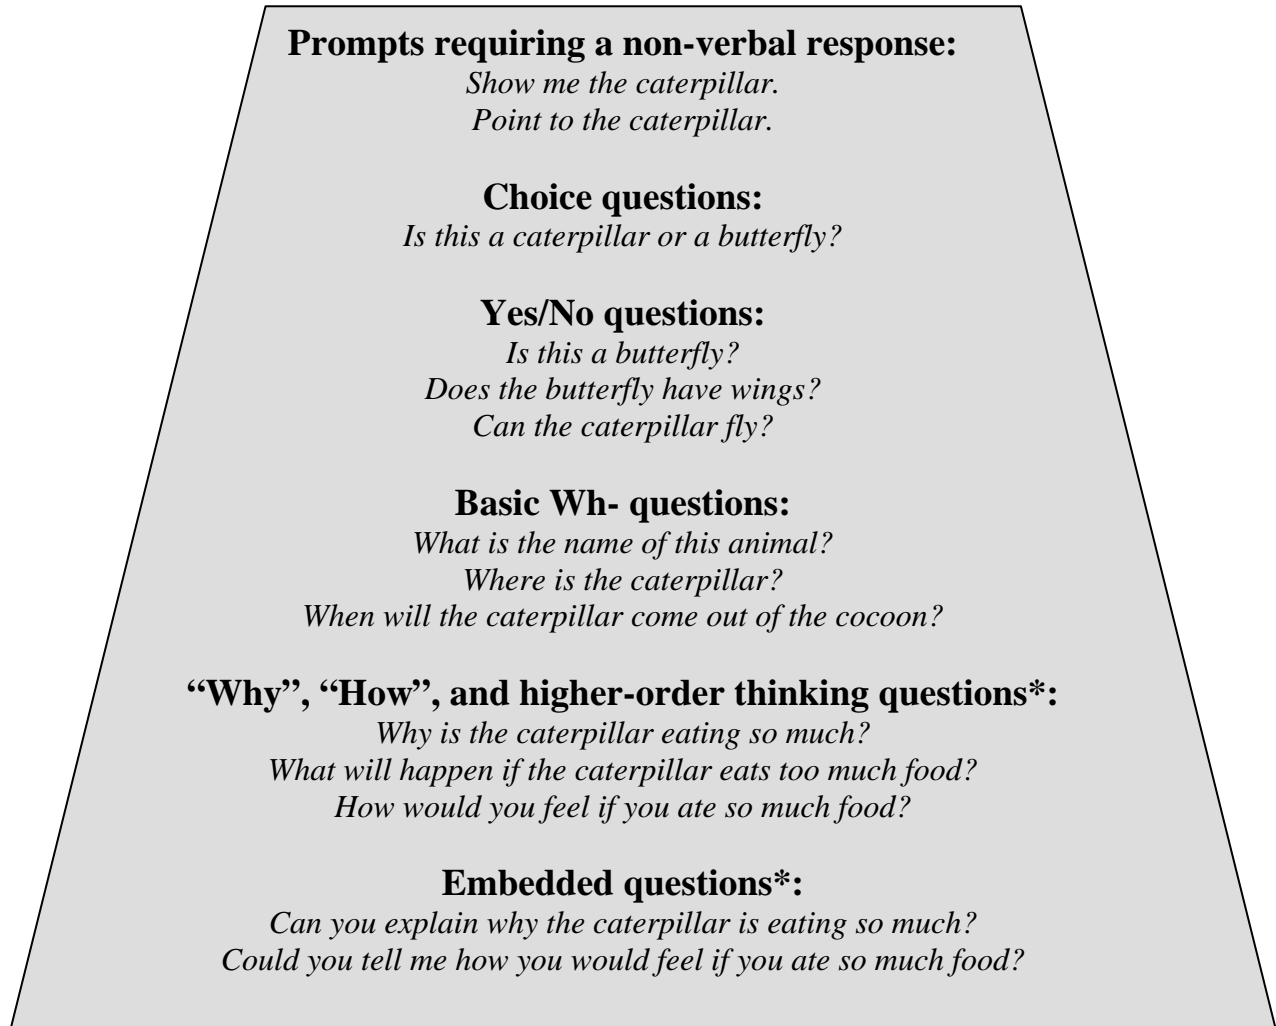 Prompts requiring a non-verbal response:
Show me the caterpillar.
Point to the caterpillar.
Choice questions:
Is this a caterpillar or a butterfly?
Yes/No questions:
Is this a butterfly?
Does the butterfly have wings?
Can the caterpillar fly?
Basic Wh- questions:
What is the name of this animal?
Where is the caterpillar?
When will the caterpillar come out of the cocoon?
“Why”, “How”, and higher-order thinking questions*:
Why is the caterpillar eating so much?
What will happen if the caterpillar eats too much food?
How would you feel if you ate so much food?
Embedded questions*:
Can you explain why the caterpillar is eating so much?
Could you tell me how you would feel if you ate so much food?